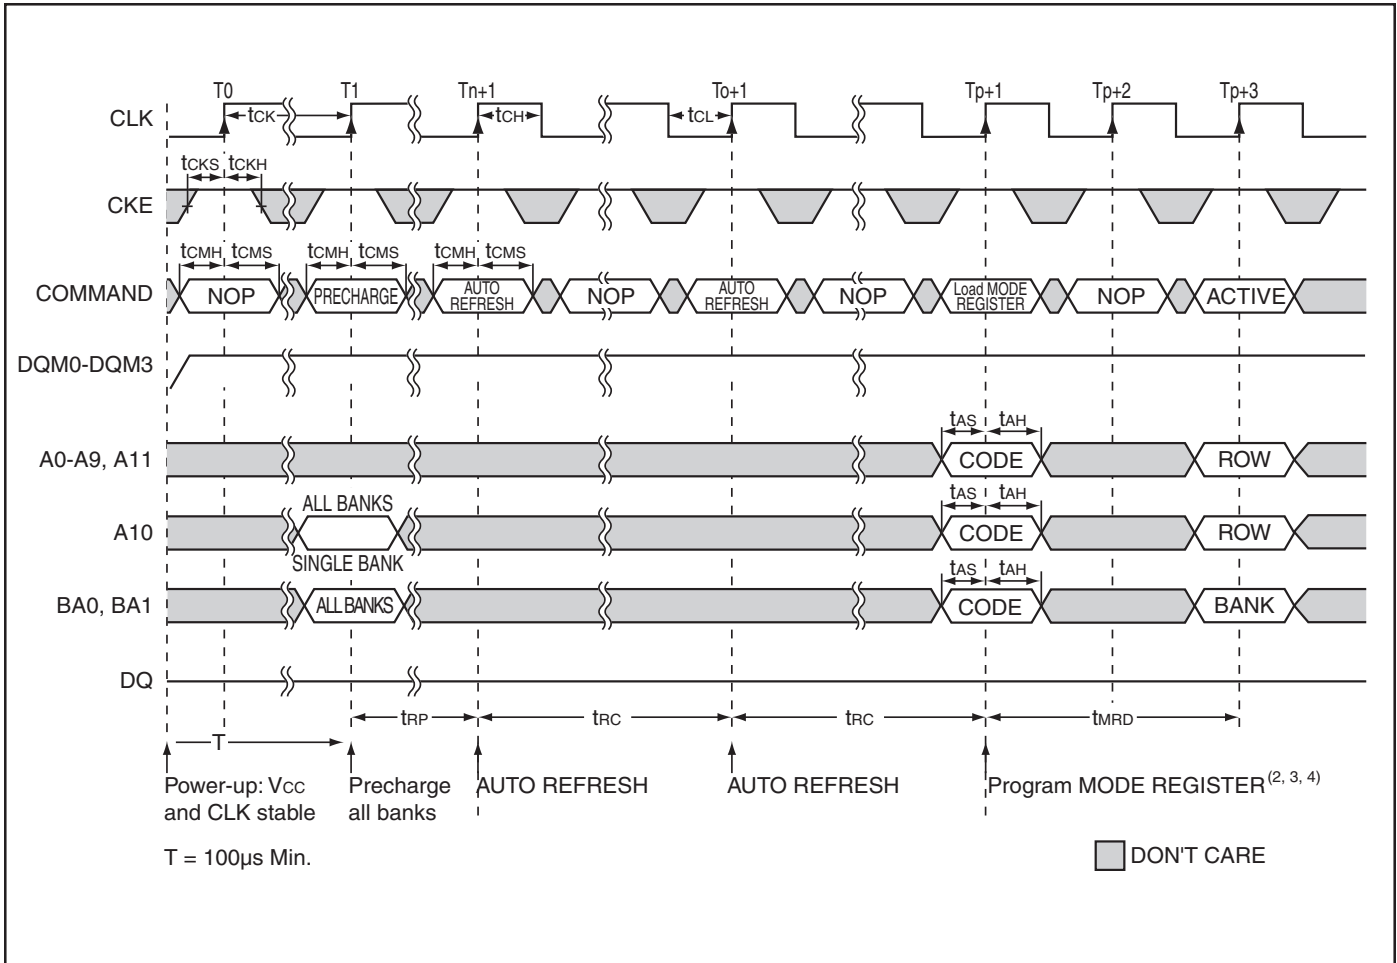 T0 T1 Tn+1 To+1 Tp+1 Tp+2 Tp+3
CLK tCK tCH tCL
tCKS tCKH
CKE
tCMH tCMS tCMH tCMS tCMH tCMS
COMMAND NOP PRECHARGE AUTO REFRESH NOP AUTO REFRESH NOP Load MODE REGISTER NOP ACTIVE
DQM0-DQM3
tAS tAH
A0-A9, A11 CODE ROW
ALL BANKS tAS tAH
A10 CODE ROW
SINGLE BANK tAS tAH
BA0, BA1 ALL BANKS CODE BANK
DQ
tRP tRC tRC tMRD
T
Power-up: VCC Precharge AUTO REFRESH AUTO REFRESH Program MODE REGISTER(2, 3, 4)
and CLK stable all banks
T = 100µs Min. DON'T CARE